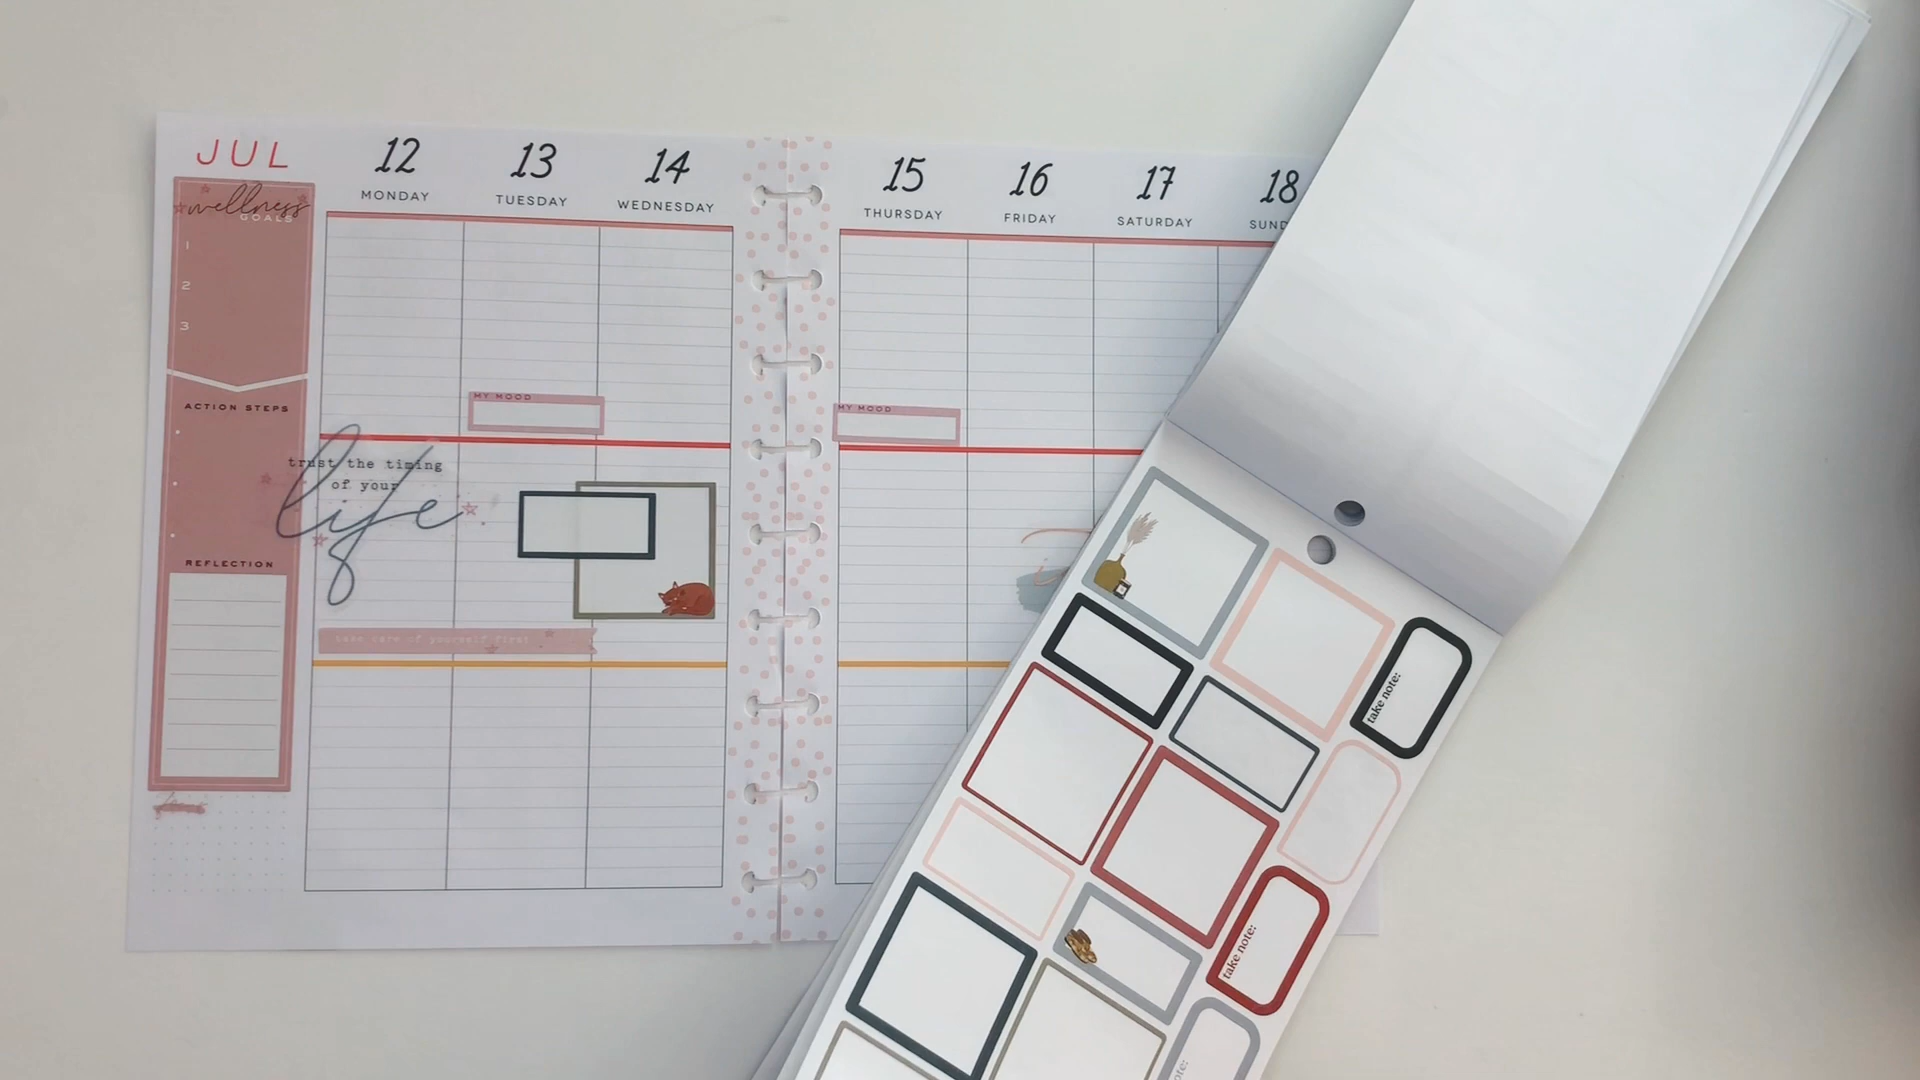 JUL
12
MONDAY
13
TUESDAY
14
WEDNESDAY
15
THURSDAY
16
FRIDAY
17
SATURDAY
18
SUND
wellness
GOALS
1
2
3
ACTION STEPS
REFLECTION
MY MOOD
MY MOOD
trust the timing
of your
life
take care of yourself first
take note:
take note:
ote: